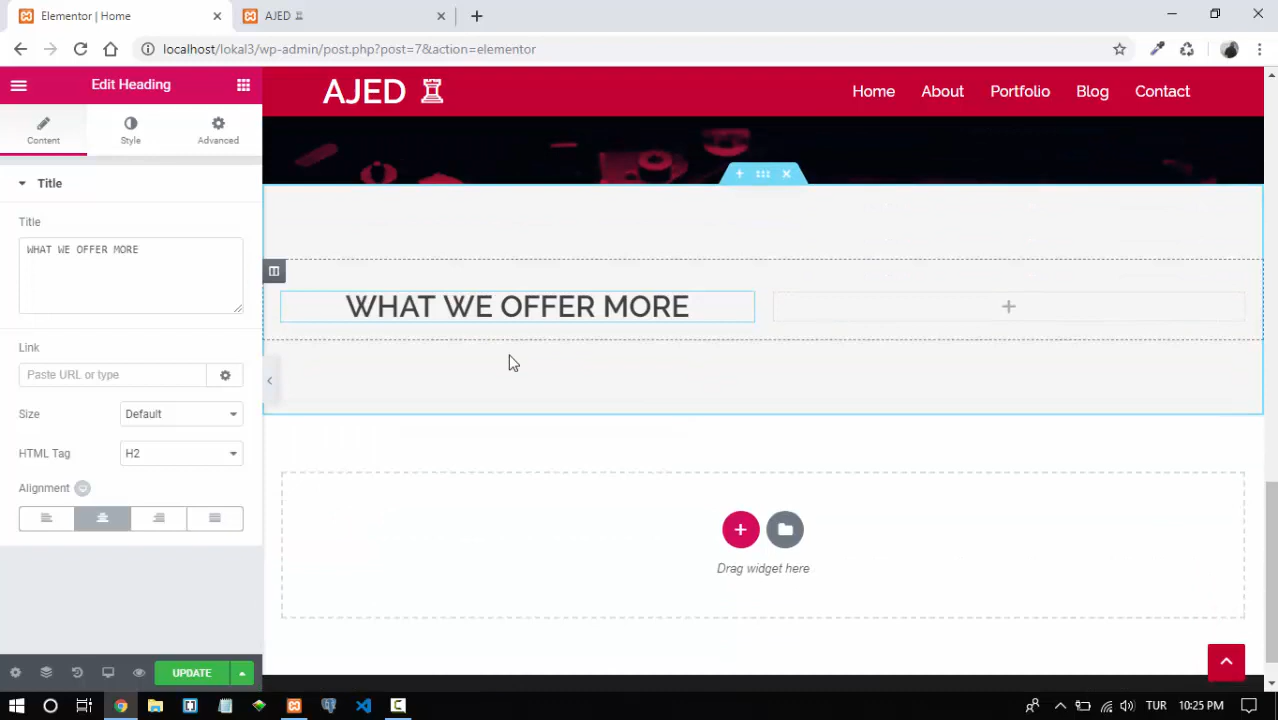 Elementor | Home
AJED
localhost/lokal3/wp-admin/post.php?post=7&action=elementor
Edit Heading
Content
Style
Advanced
Title
Title
WHAT WE OFFER MORE
Link
Paste URL or type
Size
Default
HTML Tag
H2
Alignment
UPDATE
AJED
Home
About
Portfolio
Blog
Contact
WHAT WE OFFER MORE
Drag widget here
TUR
10:25 PM